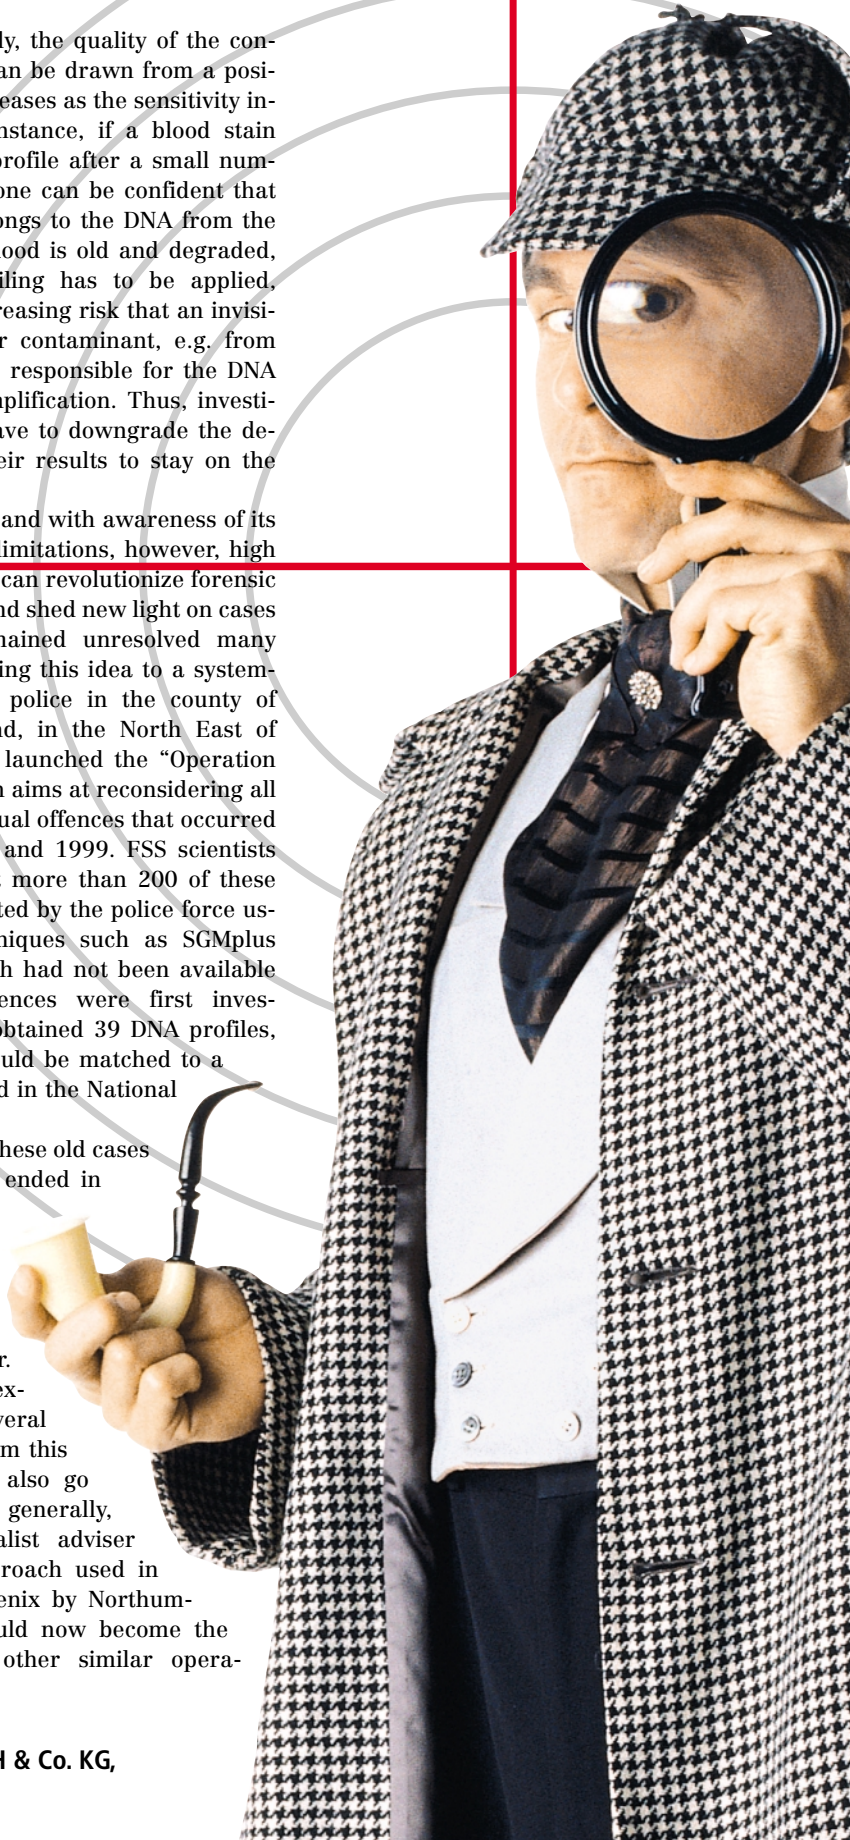 ly, the quality of the con-
an be drawn from a posi-
eases as the sensitivity in-
nstance, if a blood stain
profile after a small num-
one can be confident that
ongs to the DNA from the
lood is old and degraded,
iling has to be applied,
reasing risk that an invisi-
r contaminant, e.g. from
responsible for the DNA
plification. Thus, investi-
ave to downgrade the de-
eir results to stay on the
and with awareness of its
limitations, however, high
can revolutionize forensic
nd shed new light on cases
nained unresolved many
ing this idea to a system-
police in the county of
nd, in the North East of
launched the “Operation
n aims at reconsidering all
ual offences that occurred
and 1999. FSS scientists
t more than 200 of these
ted by the police force us-
niques such as SGMplus
h had not been available
ences were first inves-
obtained 39 DNA profiles,
uld be matched to a
d in the National
hese old cases
ended in
r.
ex-
veral
m this
also go
generally,
alist adviser
roach used in
enix by Northum-
uld now become the
other similar opera-
H & Co. KG,